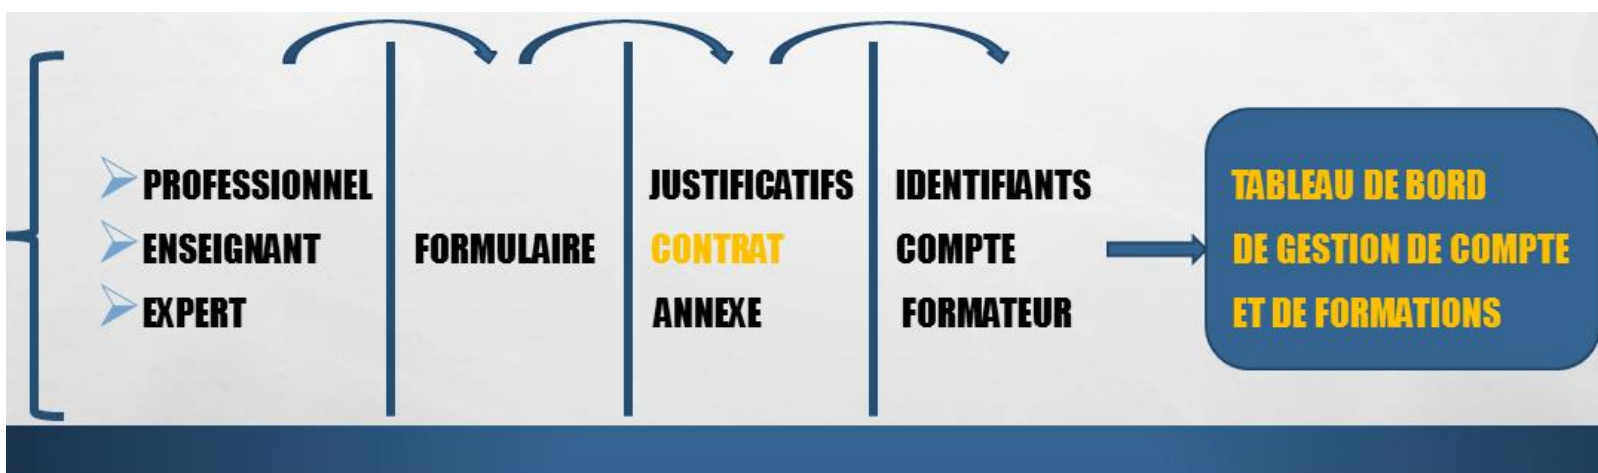 PROFESSIONNEL
ENSEIGNANT
EXPERT
FORMULAIRE
JUSTIFICATIFS
CONTRAT
ANNEXE
IDENTIFIANTS
COMPTE
FORMATEUR
TABLEAU DE BORD
DE GESTION DE COMPTE
ET DE FORMATIONS